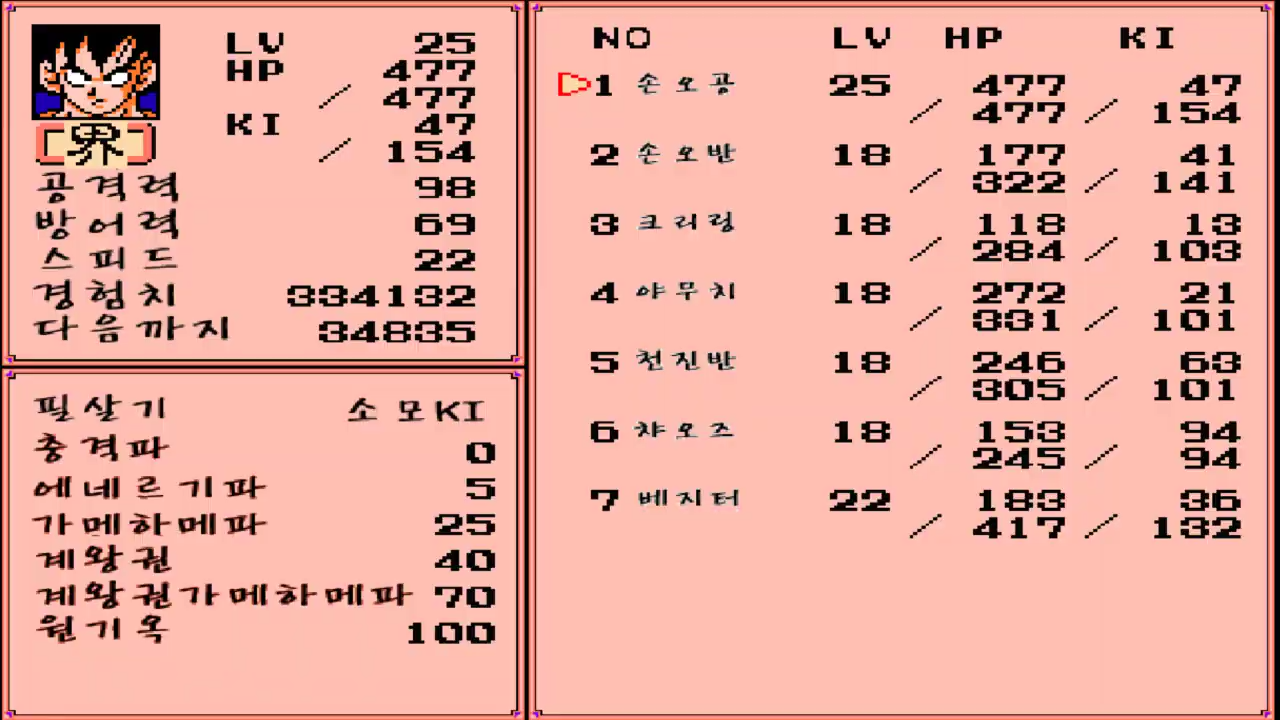 LV 25
HP 477
/ 477
KI 47
/ 154
界
공격력 98
방어력 69
스피드 22
경험치 334132
다음까지 34835
필살기 소모KI
충격파 0
에네르기파 5
가메하메파 25
계왕권 40
계왕권가메하메파 70
원기옥 100
NO LV HP KI
1 손오공 25 477 47
/ 477 / 154
2 손오반 18 177 41
/ 322 / 141
3 크리링 18 118 13
/ 284 / 103
4 야무치 18 272 21
/ 331 / 101
5 천진반 18 246 63
/ 305 / 101
6 챠오즈 18 153 94
/ 245 / 94
7 베지터 22 183 36
/ 417 / 132